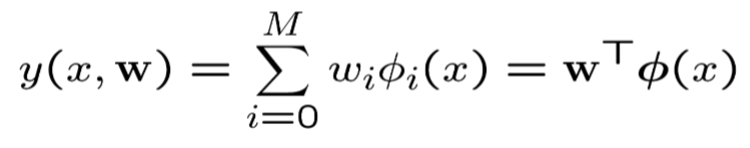 y(x, w) = ∑_{i=0}^{M} w_i ϕ_i(x) = w^⊤ ϕ(x)